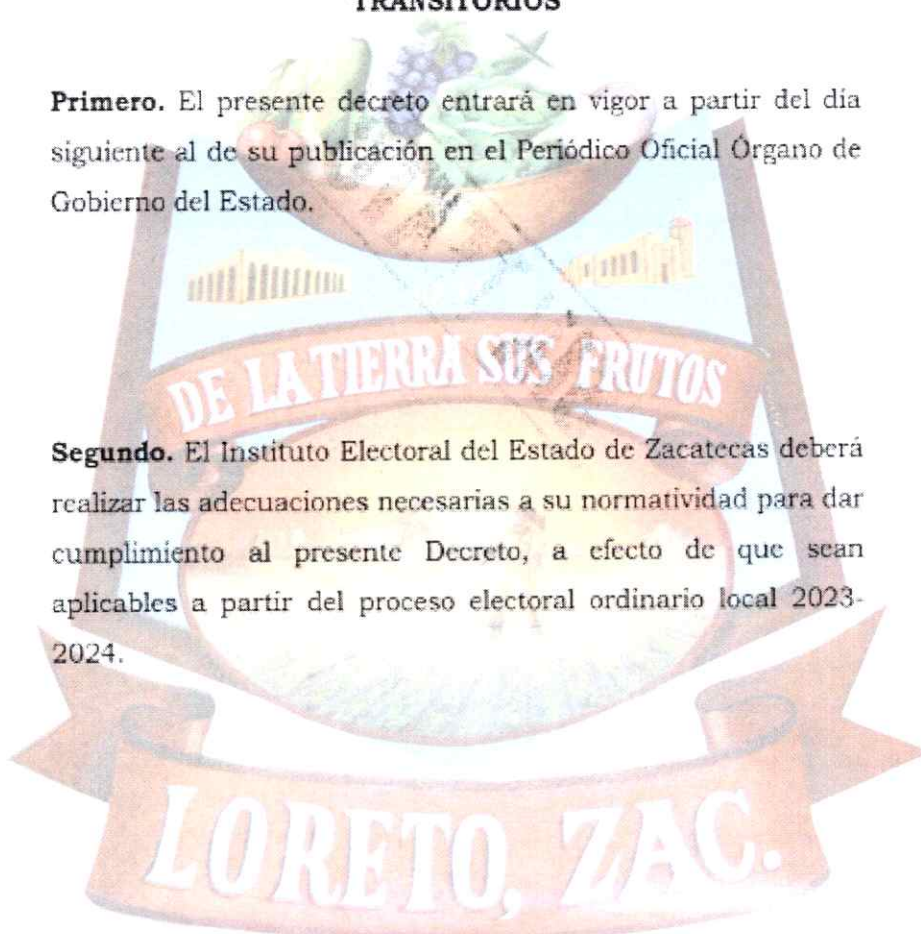 TRANSITORIOS
Primero. El presente decreto entrará en vigor a partir del día
siguiente al de su publicación en el Periódico Oficial Órgano de
Gobierno del Estado.
DE LA TIERRA SUS FRUTOS
Segundo. El Instituto Electoral del Estado de Zacatecas deberá
realizar las adecuaciones necesarias a su normatividad para dar
cumplimiento al presente Decreto, a efecto de que sean
aplicables a partir del proceso electoral ordinario local 2023-
2024.
LORETO, ZAC.